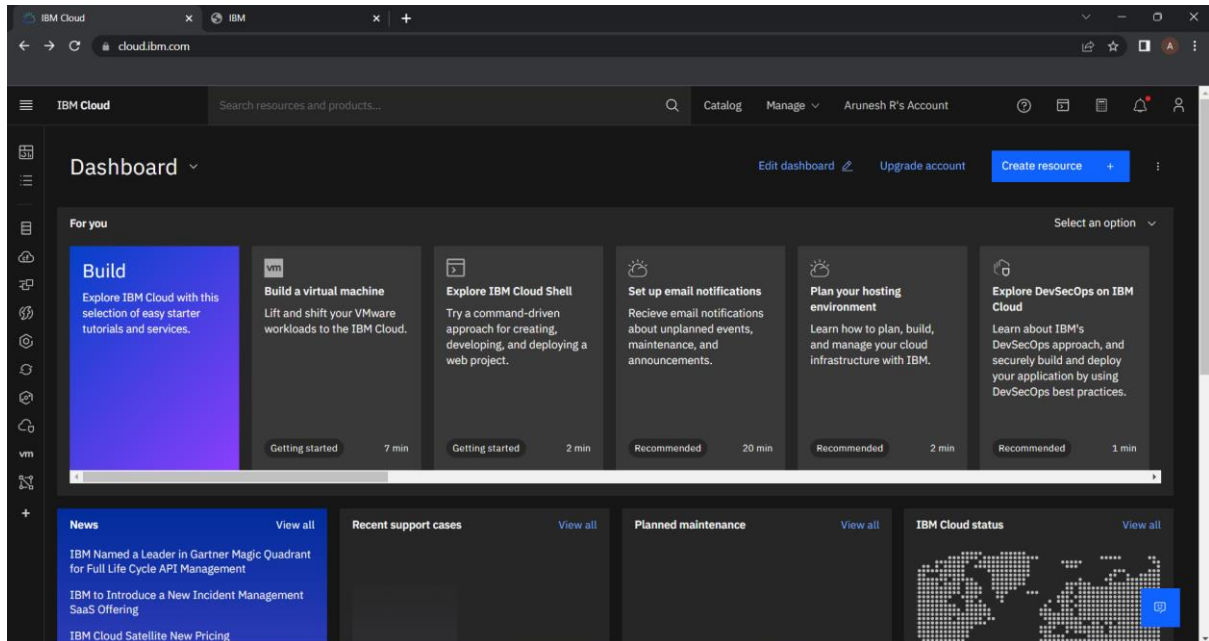 IBM Cloud
IBM
cloud.ibm.com
A
IBM Cloud
Search resources and products...
Catalog
Manage
Arunesh R's Account
Dashboard
Edit dashboard
Upgrade account
Create resource +
For you
Select an option
Build
Explore IBM Cloud with this
selection of easy starter
tutorials and services.
vm
Build a virtual machine
Lift and shift your VMware
workloads to the IBM Cloud.
Getting started 7 min
Explore IBM Cloud Shell
Try a command-driven
approach for creating,
developing, and deploying a
web project.
Getting started 2 min
Set up email notifications
Recieve email notifications
about unplanned events,
maintenance, and
announcements.
Recommended 20 min
Plan your hosting
environment
Learn how to plan, build,
and manage your cloud
infrastructure with IBM.
Recommended 2 min
Explore DevSecOps on IBM
Cloud
Learn about IBM's
DevSecOps approach, and
securely build and deploy
your application by using
DevSecOps best practices.
Recommended 1 min
vm
News View all
IBM Named a Leader in Gartner Magic Quadrant
for Full Life Cycle API Management
IBM to Introduce a New Incident Management
SaaS Offering
IBM Cloud Satellite New Pricing
Recent support cases View all
Planned maintenance View all
IBM Cloud status View all